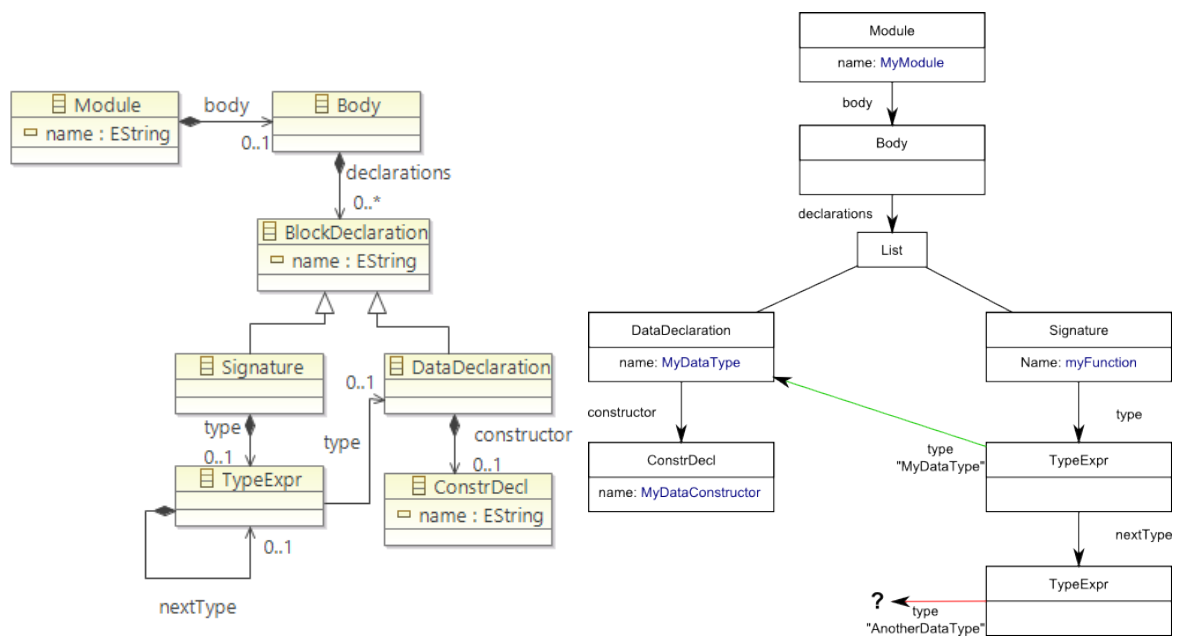 Module
name : EString
body
0..1
Body
declarations
0..*
BlockDeclaration
name : EString
Signature
type
0..1
TypeExpr
0..1
nextType
type
0..1
DataDeclaration
constructor
0..1
ConstrDecl
name : EString
Module
name: MyModule
body
Body
declarations
List
DataDeclaration
name: MyDataType
constructor
ConstrDecl
name: MyDataConstructor
Signature
Name: myFunction
type
type
"MyDataType"
TypeExpr
nextType
TypeExpr
?
type
"AnotherDataType"